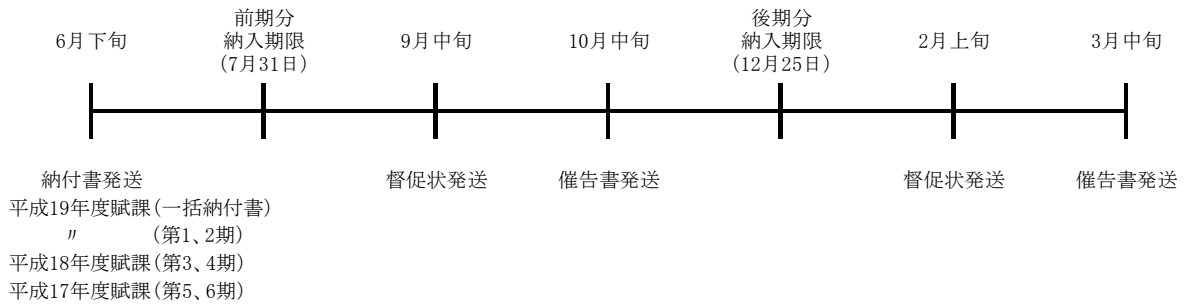 6月下旬
前期分
納入期限
(7月31日)
9月中旬
10月中旬
後期分
納入期限
(12月25日)
2月上旬
3月中旬
納付書発送
督促状発送
催告書発送
督促状発送
催告書発送
平成19年度賦課(一括納付書)
〃 (第1、2期)
平成18年度賦課(第3、4期)
平成17年度賦課(第5、6期)